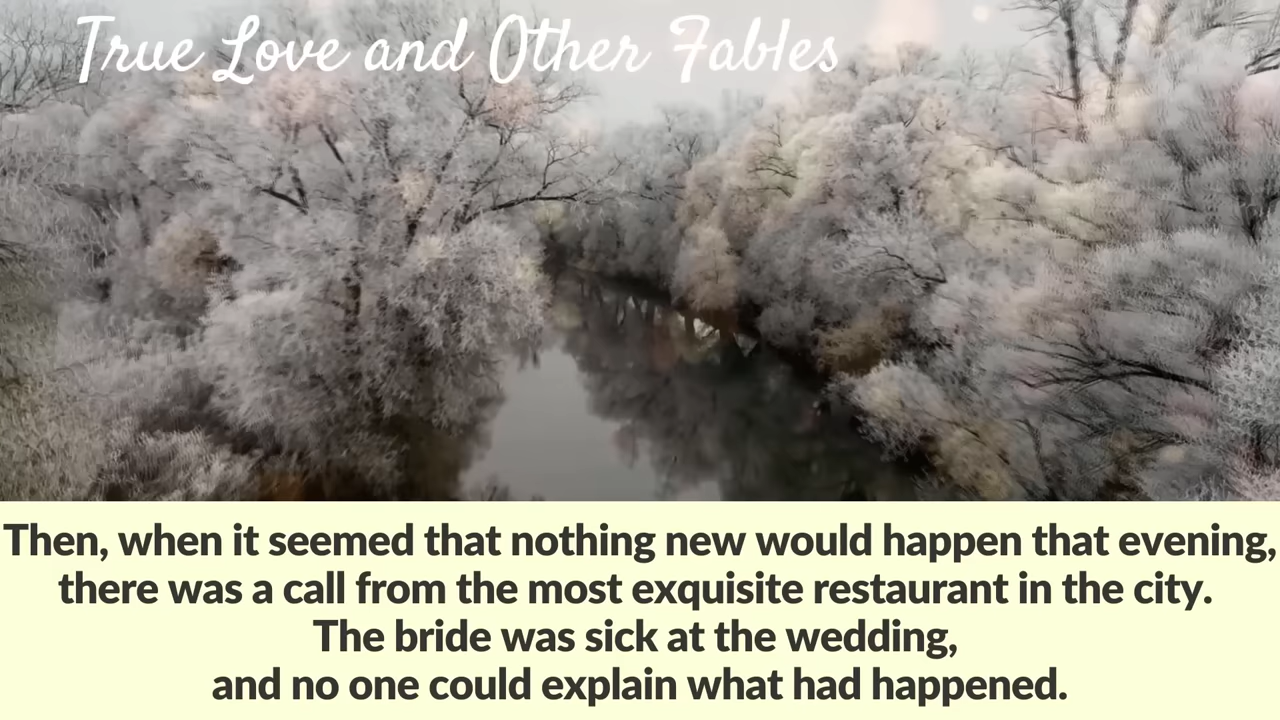 True Love and Other Fables
Then, when it seemed that nothing new would happen that evening,
there was a call from the most exquisite restaurant in the city.
The bride was sick at the wedding,
and no one could explain what had happened.